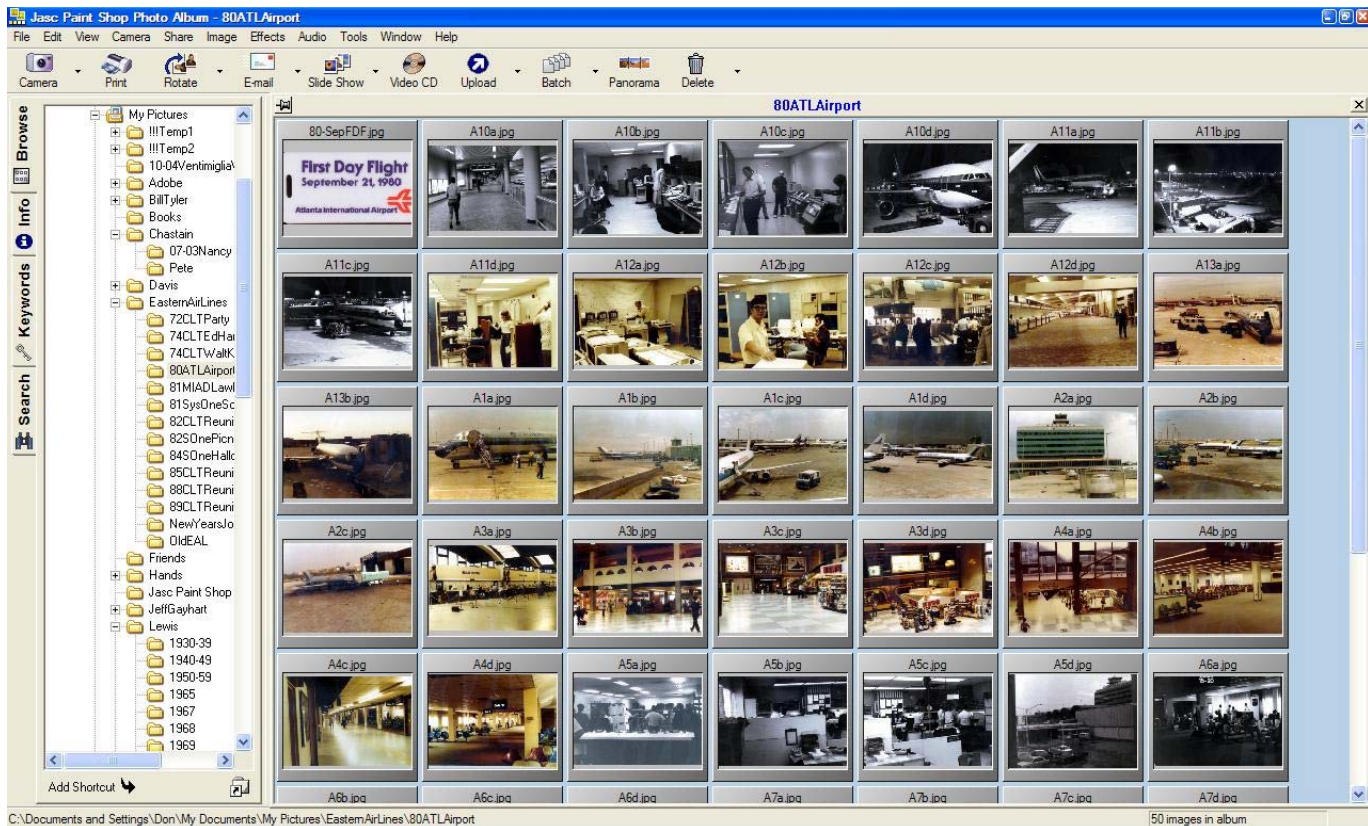 Jasc Paint Shop Photo Album - 80ATLAirport
File Edit View Camera Share Image Effects Audio Tools Window Help
Camera Print Rotate E-mail Slide Show Video CD Upload Batch Panorama Delete
Browse
Info
Keywords
Search
My Pictures
!!!Temp1
!!!Temp2
10-04Ventimiglia
Adobe
BillTyler
Books
Chastain
07-03Nancy
Pete
Davis
EasternAirLines
72CLTParty
74CLTEdHar
74CLTWaltK
80ATLAirport
81MIADLawl
81SysOneSc
82CLTReuni
82SOnePicn
84SOneHallo
85CLTReuni
88CLTReuni
89CLTReuni
NewYearsJo
OldEAL
Friends
Hands
Jasc Paint Shop
JeffGayhart
Lewis
1930-39
1940-49
1950-59
1965
1967
1968
1969
Add Shortcut
80ATLAirport
80-SepFDF.jpg A10a.jpg A10b.jpg A10c.jpg A10d.jpg A11a.jpg A11b.jpg
First Day Flight
September 21, 1980
Atlanta International Airport
A11c.jpg A11d.jpg A12a.jpg A12b.jpg A12c.jpg A12d.jpg A13a.jpg
A13b.jpg A1a.jpg A1b.jpg A1c.jpg A1d.jpg A2a.jpg A2b.jpg
A2c.jpg A3a.jpg A3b.jpg A3c.jpg A3d.jpg A4a.jpg A4b.jpg
A4c.jpg A4d.jpg A5a.jpg A5b.jpg A5c.jpg A5d.jpg A6a.jpg
A6b.jpg A6c.jpg A6d.jpg A7a.jpg A7b.jpg A7c.jpg A7d.jpg
C:\Documents and Settings\Don\My Documents\My Pictures\EasternAirLines\80ATLAirport
50 images in album